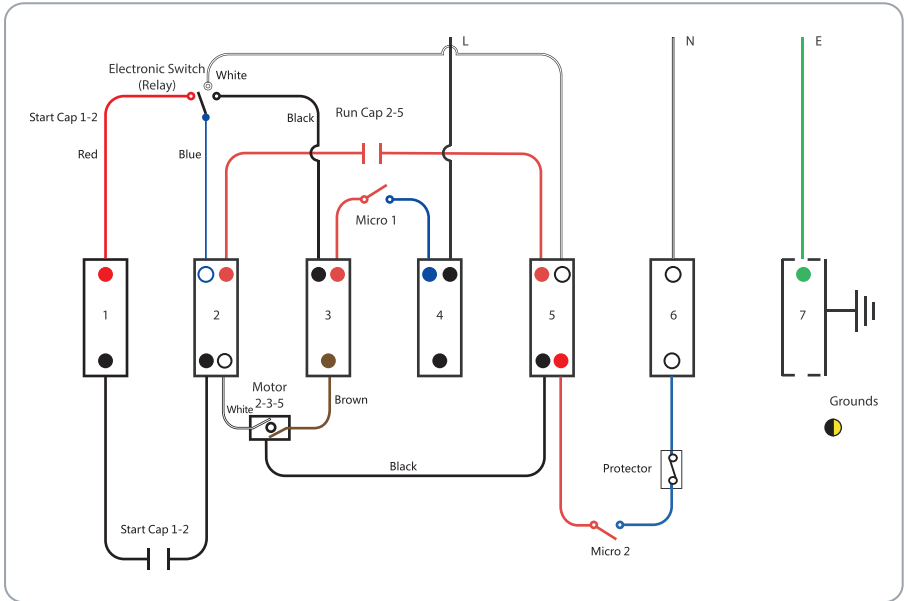 L
N
E
Electronic Switch
(Relay)
White
Start Cap 1-2
Black
Run Cap 2-5
Red
Blue
Micro 1
1
2
3
4
5
6
7
Motor
2-3-5
White
Brown
Grounds
Black
Protector
Start Cap 1-2
Micro 2